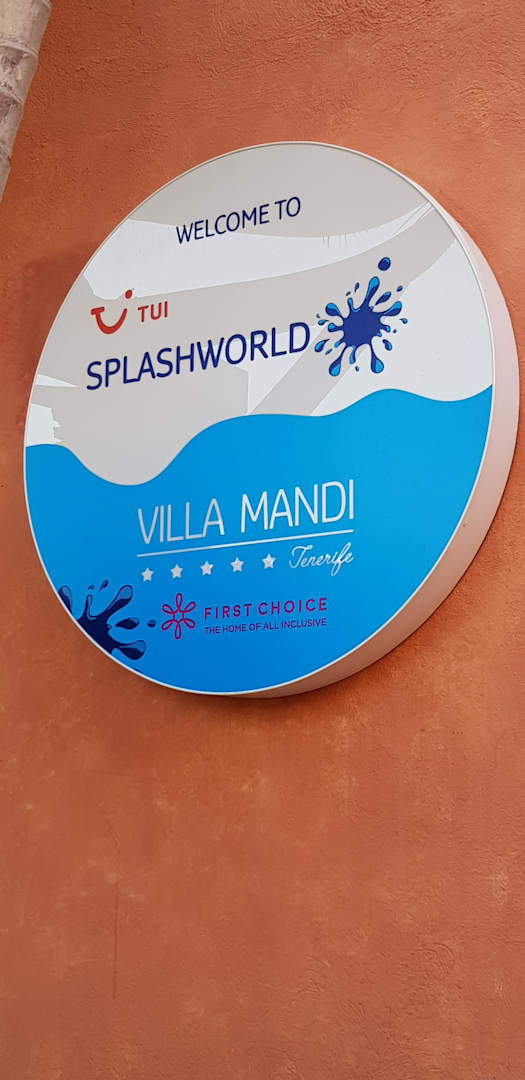 WELCOME TO
TUI
SPLASHWORLD
VILLA MANDI
Tenerife
FIRST CHOICE
THE HOME OF ALL INCLUSIVE